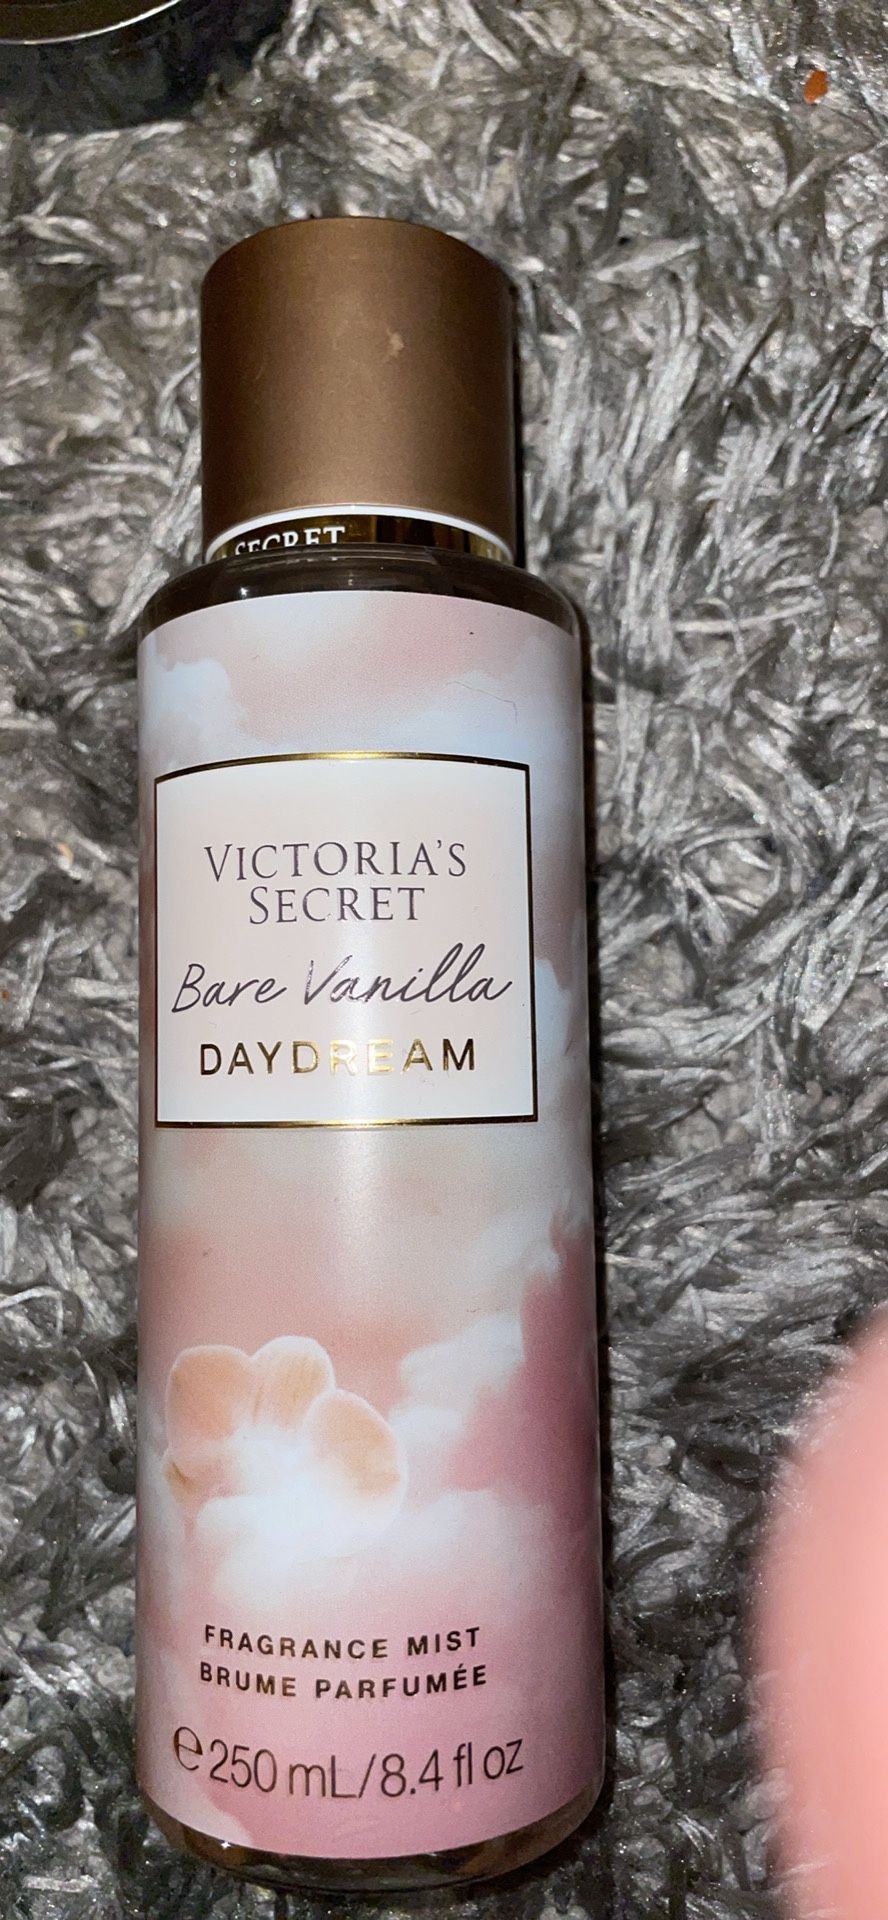 SECRET
VICTORIA'S
SECRET
Bare Vanilla
DAYDREAM
FRAGRANCE MIST
BRUME PARFUMÉE
℮ 250 mL/8.4 fl oz